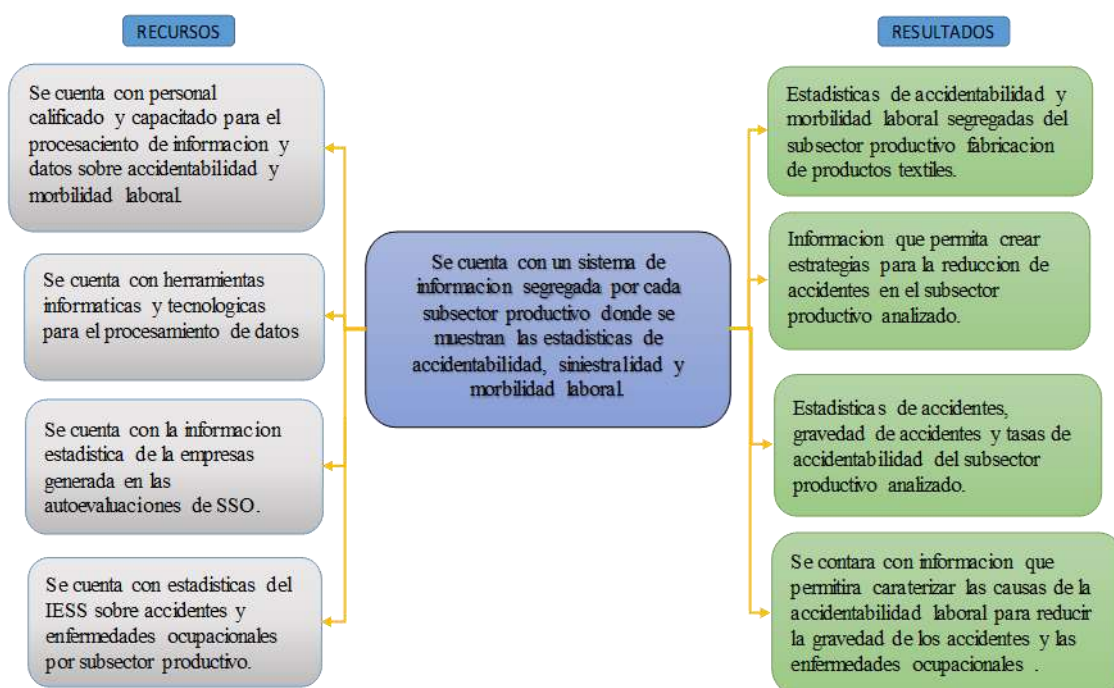 RECURSOS
Se cuenta con personal
calificado y capacitado para el
procesaciento de informacion y
datos sobre accidentabilidad y
morbilidad laboral.
Se cuenta con herramientas
informaticas y tecnologicas
para el procesamiento de datos
Se cuenta con la informacion
estadistica de la empresas
generada en las
autoevaluaciones de SSO.
Se cuenta con estadisticas del
IESS sobre accidentes y
enfermedades ocupacionales
por subsector productivo.
Se cuenta con un sistema de
informacion segregada por cada
subsector productivo donde se
muestran las estadisticas de
accidentabilidad, siniestralidad y
morbilidad laboral.
RESULTADOS
Estadisticas de accidentabilidad y
morbilidad laboral segregadas del
subsector productivo fabricacion
de productos textiles.
Informacion que permita crear
estrategias para la reduccion de
accidentes en el subsector
productivo analizado.
Estadisticas de accidentes,
gravedad de accidentes y tasas de
accidentabilidad del subsector
productivo analizado.
Se contara con informacion que
permitira caraterizar las causas de la
accidentabilidad laboral para reducir
la gravedad de los accidentes y las
enfermedades ocupacionales .